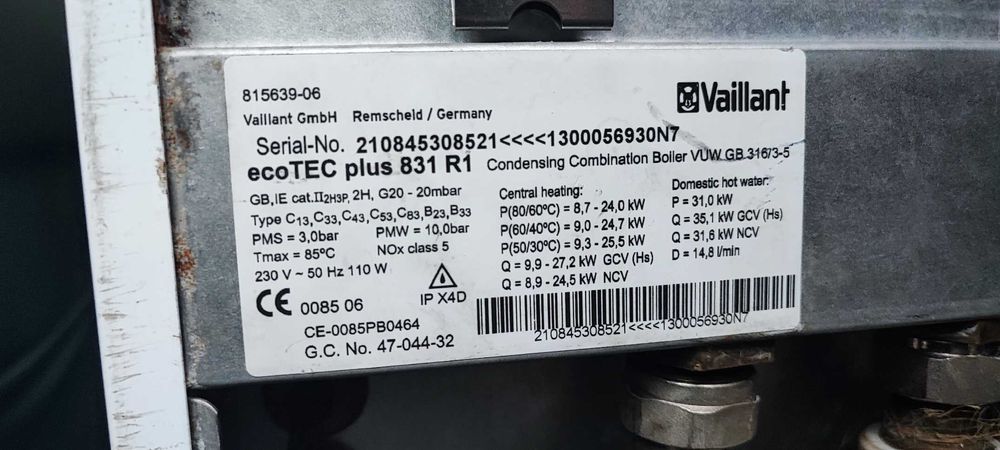 815639-06
Vaillant
Vaillant GmbH Remscheid / Germany
Serial-No. 210845308521<<<<1300056930N7
ecoTEC plus 831 R1 Condensing Combination Boiler VUW GB 316/3-5
GB,IE cat.II2H3P, 2H, G20 - 20mbar
Type C13,C33,C43,C53,C83,B23,B33
PMS = 3,0bar PMW = 10,0bar
Tmax = 85ºC NOx class 5
230 V ~ 50 Hz 110 W
IP X4D
CE 0085 06
CE-0085PB0464
G.C. No. 47-044-32
Central heating:
P(80/60ºC) = 8,7 - 24,0 kW
P(60/40ºC) = 9,0 - 24,7 kW
P(50/30ºC) = 9,3 - 25,5 kW
Q = 9,9 - 27,2 kW GCV (Hs)
Q = 8,9 - 24,5 kW NCV
Domestic hot water:
P = 31,0 kW
Q = 35,1 kW GCV (Hs)
Q = 31,6 kW NCV
D = 14,8 l/min
210845308521<<<<1300056930N7